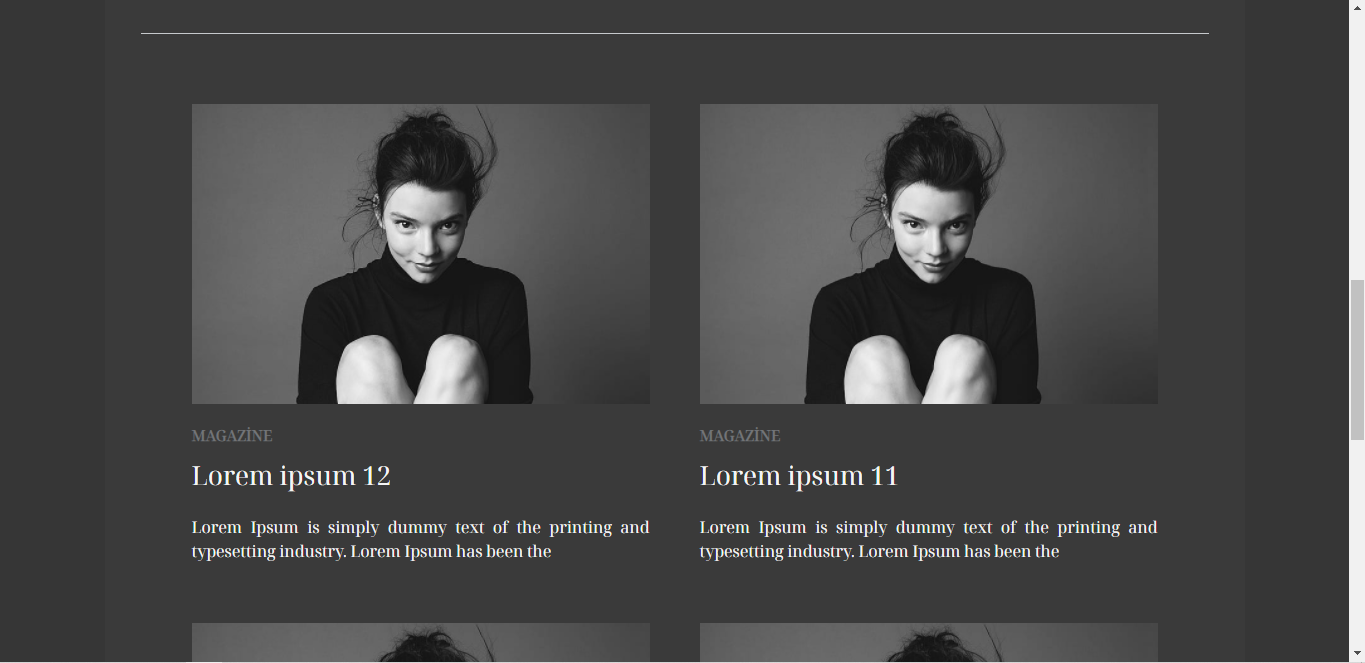 MAGAZİNE
Lorem ipsum 12
Lorem Ipsum is simply dummy text of the printing and
typesetting industry. Lorem Ipsum has been the
MAGAZİNE
Lorem ipsum 11
Lorem Ipsum is simply dummy text of the printing and
typesetting industry. Lorem Ipsum has been the